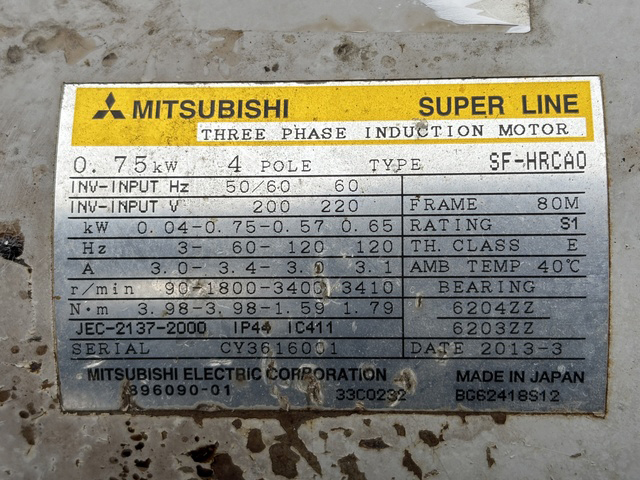 MITSUBISHI SUPER LINE
THREE PHASE INDUCTION MOTOR
0.75kW 4 POLE TYPE SF-HRCAO
INV-INPUT Hz 50/60 60
INV-INPUT V 200 220 FRAME 80M
kW 0.04-0.75-0.57 0.65 RATING S1
Hz 3- 60-120 120 TH. CLASS E
A 3.0- 3.4- 3.0 3.1 AMB TEMP 40℃
r/min 90-1800-3400 3410 BEARING
N·m 3.98-3.98-1.59 1.79 6204ZZ
JEC-2137-2000 IP44 IC411 6203ZZ
SERIAL CY3616001 DATE 2013-3
MITSUBISHI ELECTRIC CORPORATION MADE IN JAPAN
896090-01 33C0232 BG62418S12